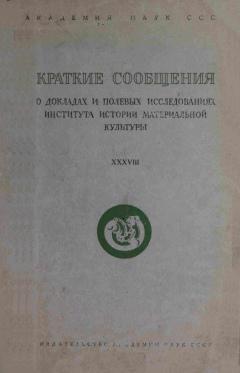 АКАДЕМИЯ НАУК СССР
КРАТКИЕ СООБЩЕНИЯ
О ДОКЛАДАХ И ПОЛЕВЫХ ИССЛЕДОВАНИЯХ
ИНСТИТУТА ИСТОРИИ МАТЕРИАЛЬНОЙ
КУЛЬТУРЫ
XXXVIII
ИЗДАТЕЛЬСТВО АКАДЕМИИ НАУК СССР